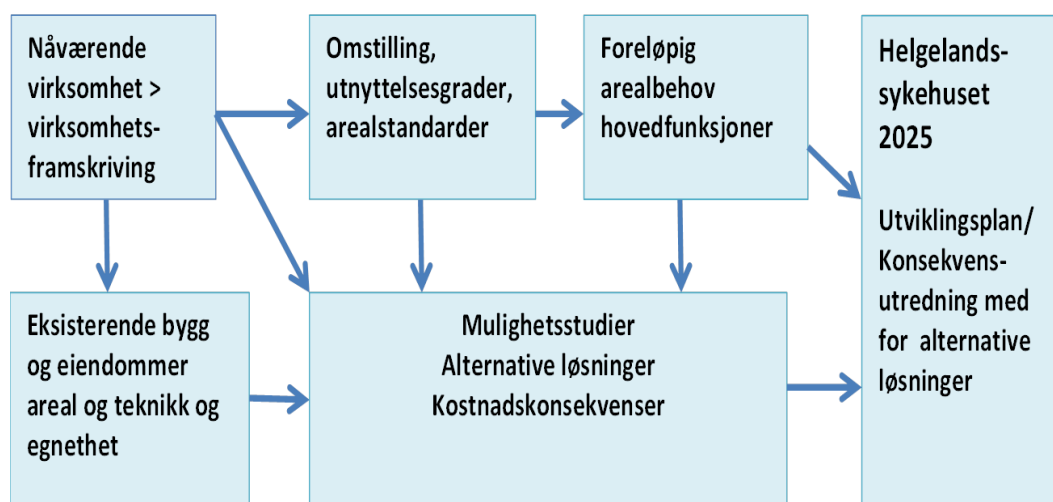 Nåværende
virksomhet >
virksomhets-
framskriving
Omstilling,
utnyttelsesgrader,
arealstandarder
Foreløpig
arealbehov
hovedfunksjoner
Helgelands-
sykehuset
2025
Utviklingsplan/
Konsekvens-
utredning med
for alternative
løsninger
Eksisterende bygg
og eiendommer
areal og teknikk og
egnethet
Mulighetsstudier
Alternative løsninger
Kostnadskonsekvenser